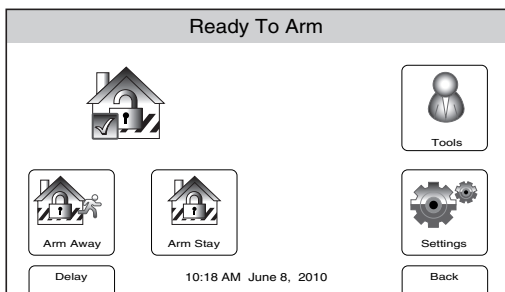 Ready To Arm
Tools
Arm Away
Arm Stay
Settings
Delay
10:18 AM June 8, 2010
Back